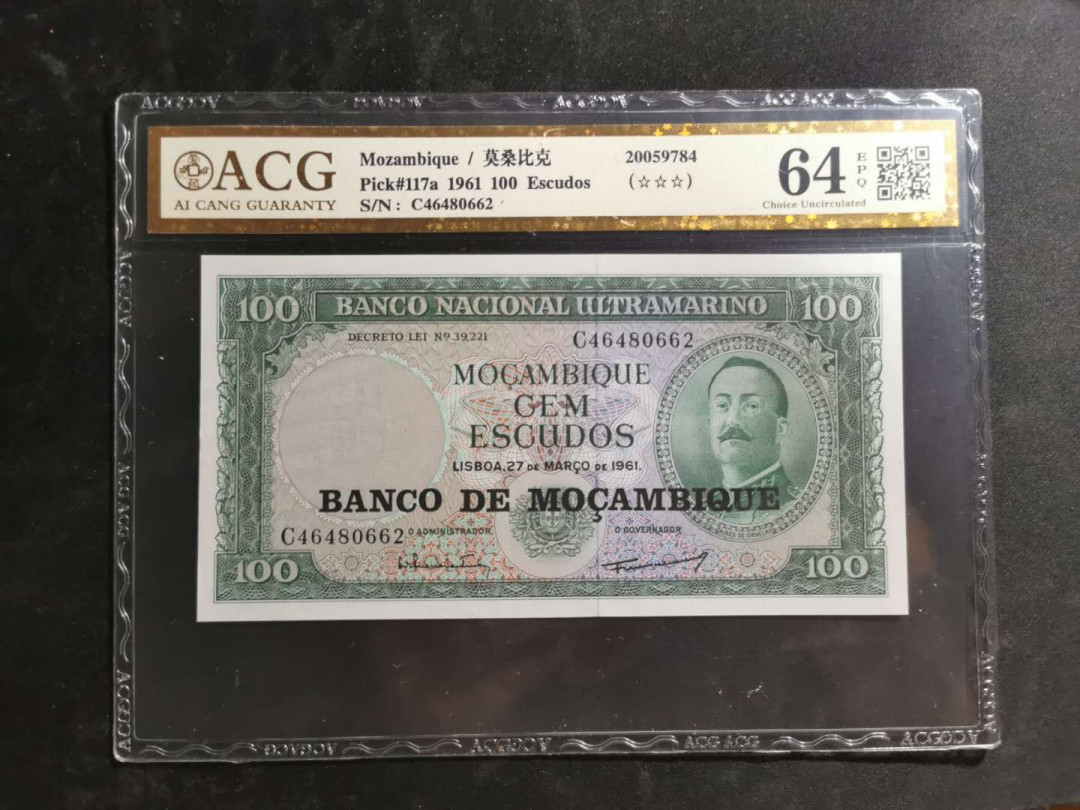 ACG
AI CANG GUARANTY
Mozambique / 莫桑比克
Pick#117a 1961 100 Escudos
S/N: C46480662
20059784
(☆☆☆)
64
EPQ
Choice Uncirculated
100 BANCO NACIONAL ULTRAMARINO 100
DECRETO LEI Nº 39,221
C46480662
MOÇAMBIQUE
CEM
ESCUDOS
LISBOA, 27 DE MARÇO DE 1961.
BANCO DE MOÇAMBIQUE
C46480662
O ADMINISTRADOR
O GOVERNADOR
100
100